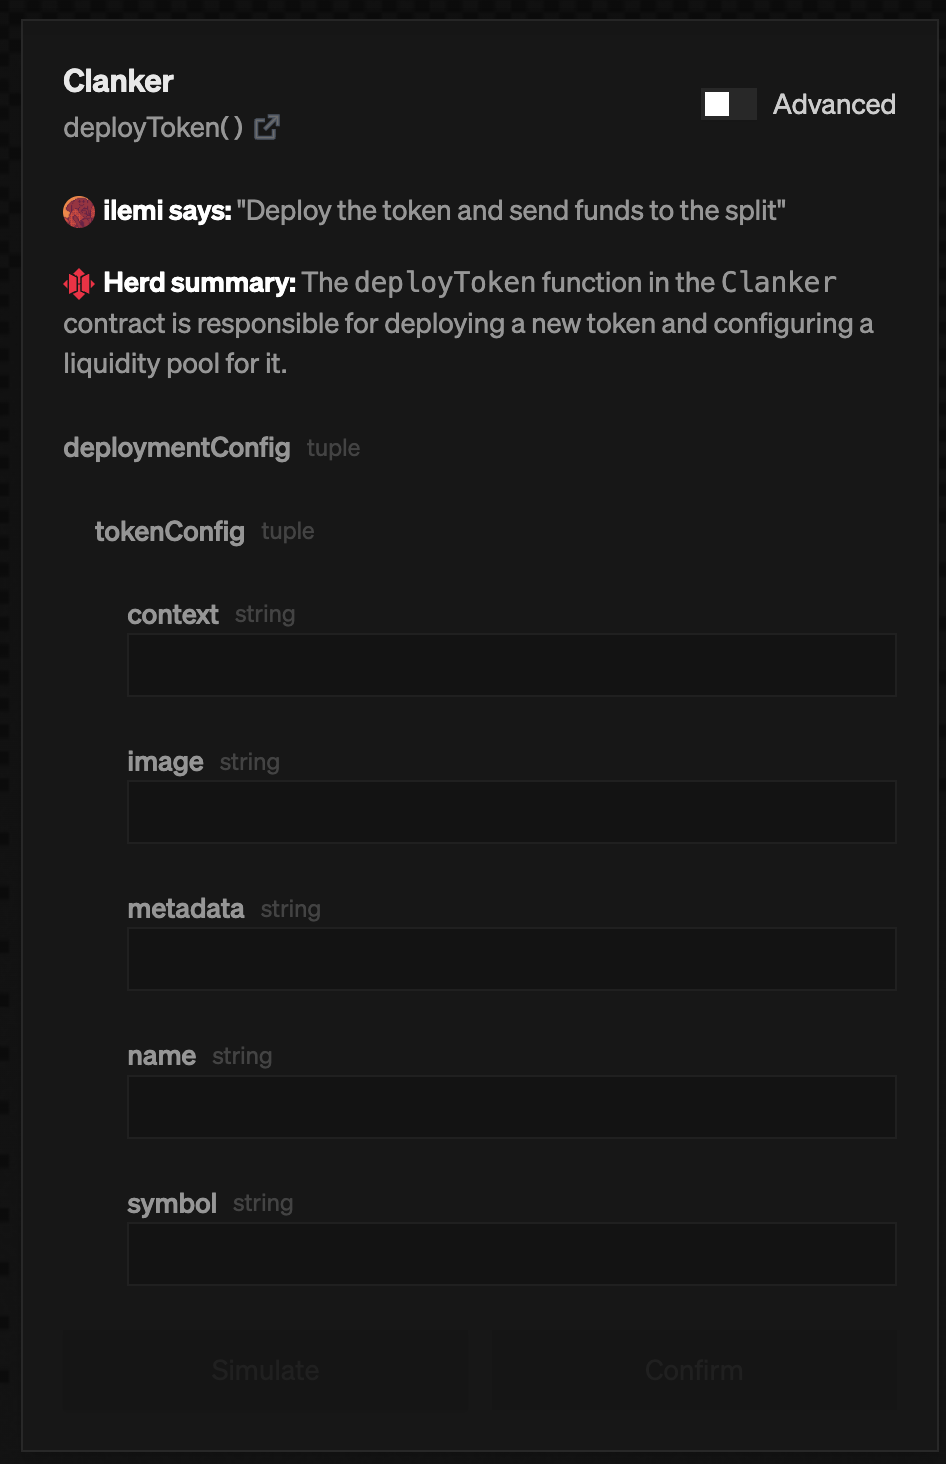 Clanker
deployToken()
Advanced
ilemi says: "Deploy the token and send funds to the split"
Herd summary: The deployToken function in the Clanker
contract is responsible for deploying a new token and configuring a
liquidity pool for it.
deploymentConfig tuple
tokenConfig tuple
context string
image string
metadata string
name string
symbol string
Simulate
Confirm